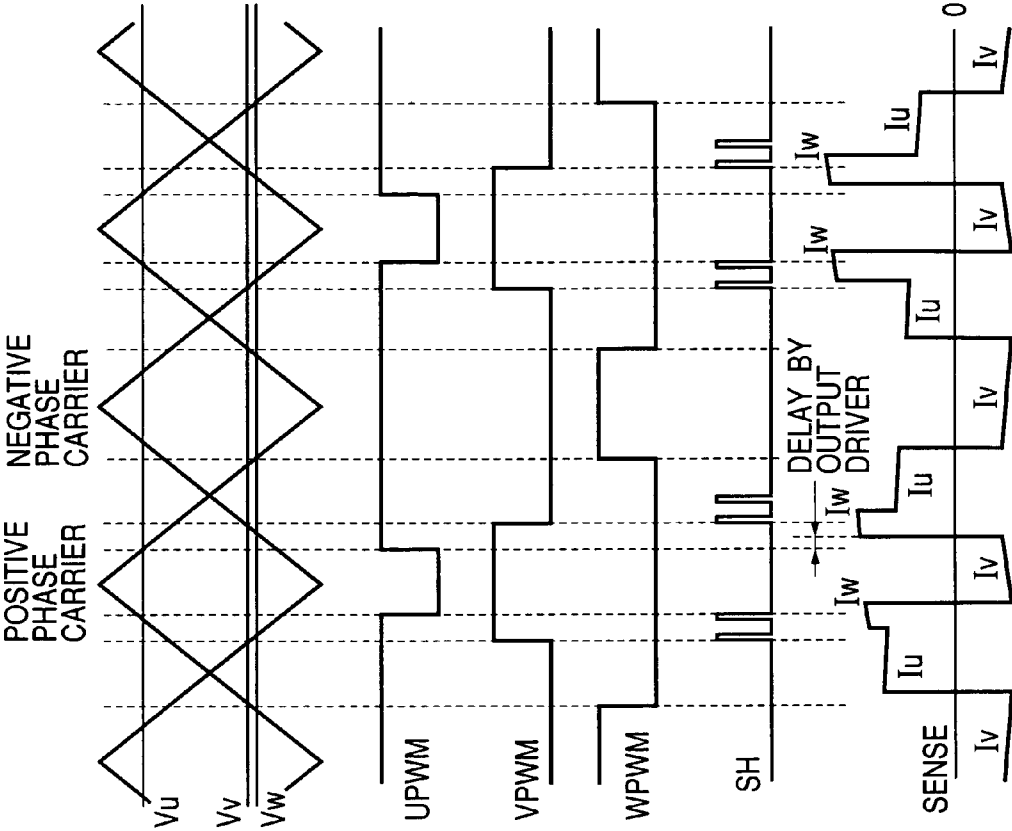 POSITIVE
PHASE
CARRIER
NEGATIVE
PHASE
CARRIER
Vu
Vv
Vw
UPWM
VPWM
WPWM
SH
DELAY BY
OUTPUT
DRIVER
SENSE
0
Iv
Iu
Iw
Iv
Iw
Iu
Iv
Iu
Iw
Iv
Iw
Iu
Iv